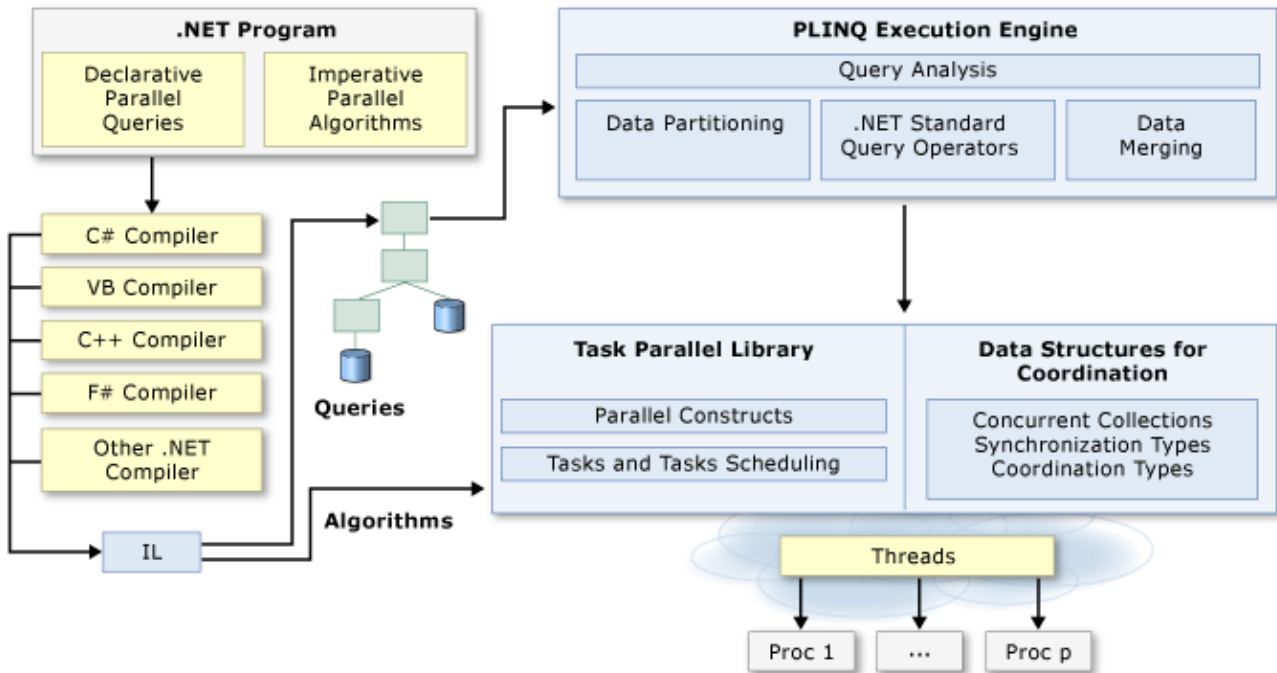 .NET Program
Declarative
Parallel
Queries
Imperative
Parallel
Algorithms
C# Compiler
VB Compiler
C++ Compiler
F# Compiler
Other .NET
Compiler
IL
Queries
Algorithms
PLINQ Execution Engine
Query Analysis
Data Partitioning
.NET Standard
Query Operators
Data
Merging
Task Parallel Library
Parallel Constructs
Tasks and Tasks Scheduling
Data Structures for
Coordination
Concurrent Collections
Synchronization Types
Coordination Types
Threads
Proc 1
...
Proc p